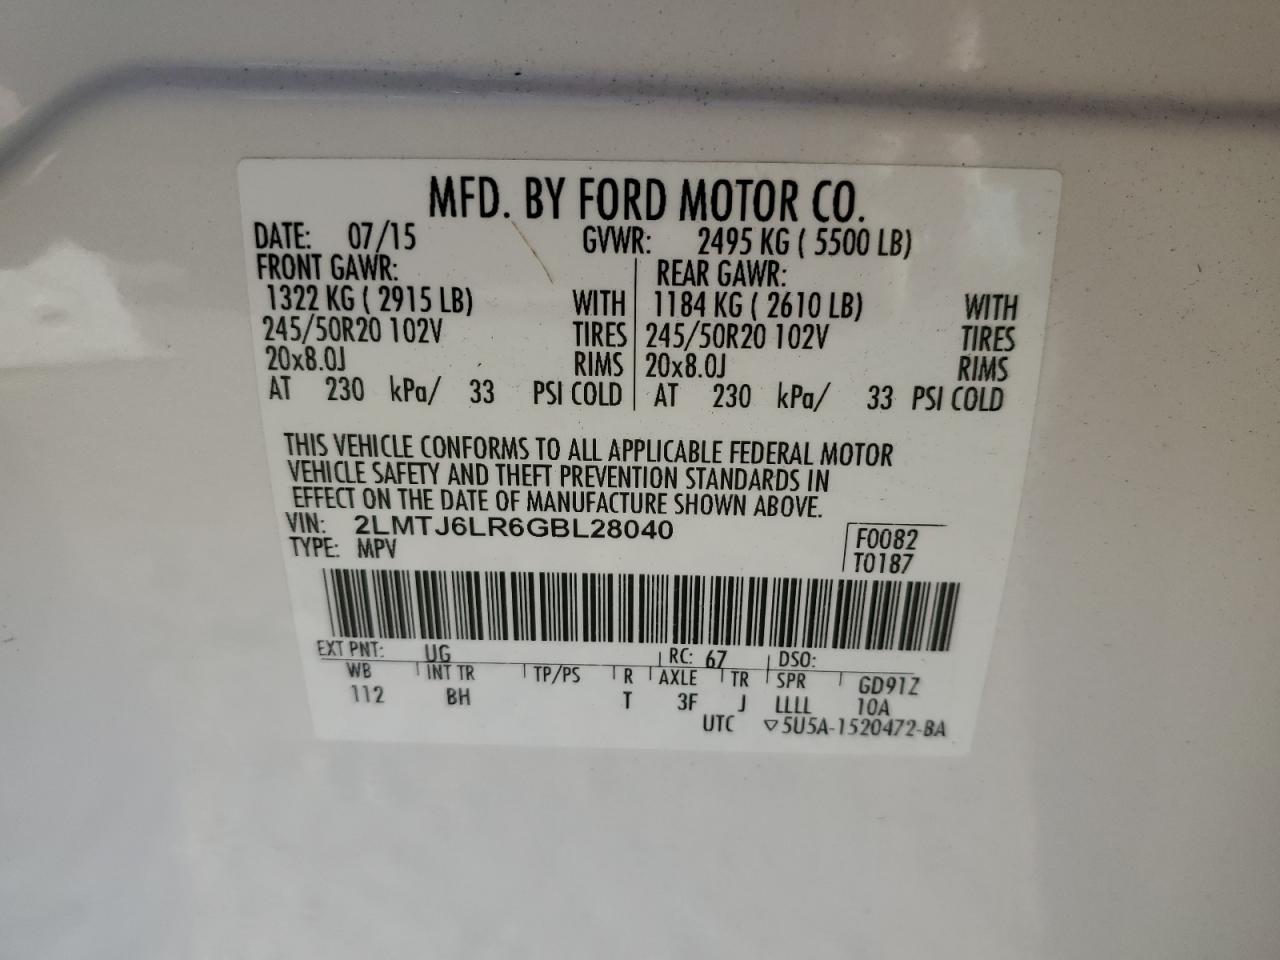 MFD. BY FORD MOTOR CO.
DATE: 07/15 GVWR: 2495 KG ( 5500 LB)
FRONT GAWR: REAR GAWR:
1322 KG ( 2915 LB) WITH 1184 KG ( 2610 LB) WITH
245/50R20 102V TIRES 245/50R20 102V TIRES
20x8.0J RIMS 20x8.0J RIMS
AT 230 kPa/ 33 PSI COLD AT 230 kPa/ 33 PSI COLD
THIS VEHICLE CONFORMS TO ALL APPLICABLE FEDERAL MOTOR
VEHICLE SAFETY AND THEFT PREVENTION STANDARDS IN
EFFECT ON THE DATE OF MANUFACTURE SHOWN ABOVE.
VIN: 2LMTJ6LR6GBL28040 F0082
TYPE: MPV T0187
EXT PNT: UG RC: 67 DSO:
WB INT TR TP/PS R AXLE TR SPR GD91Z
112 BH T 3F J LLLL 10A
UTC ▽5U5A-1520472-BA